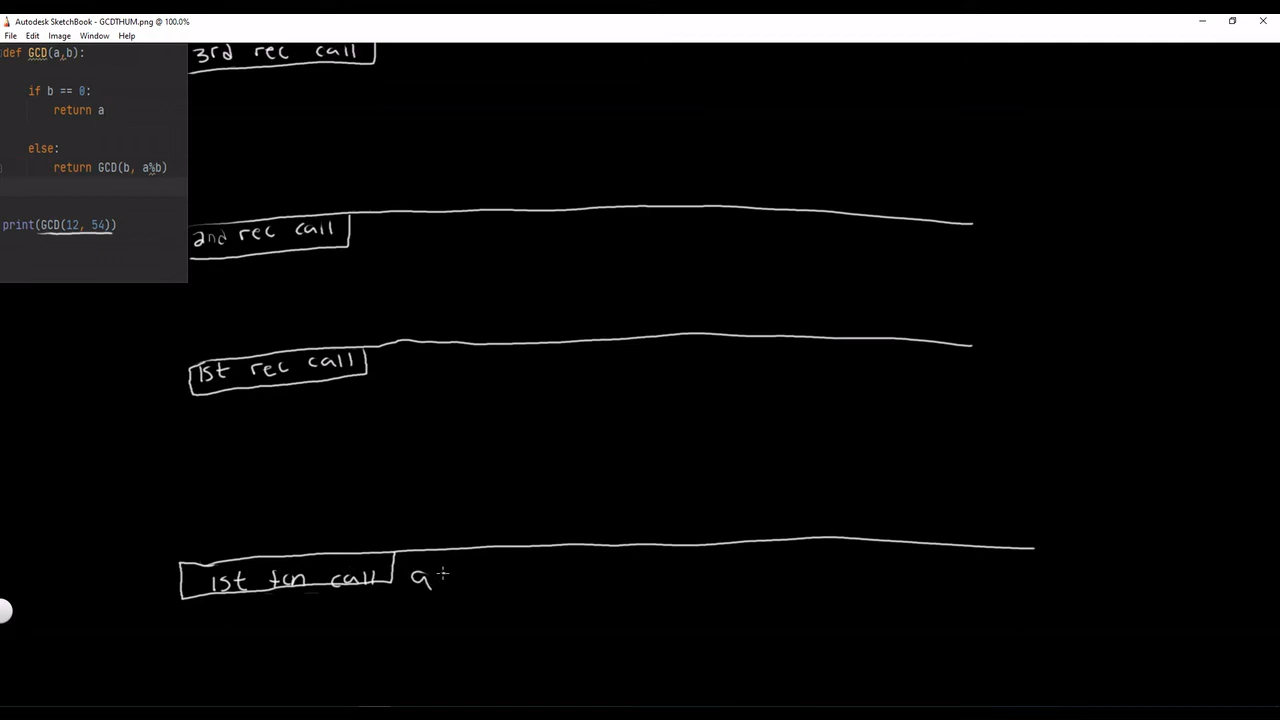 Autodesk SketchBook - GCDTHUM.png @ 100.0%
File Edit Image Window Help
def GCD(a,b):
if b == 0:
return a
else:
return GCD(b, a%b)
print(GCD(12, 54))
3rd rec call
2nd rec call
1st rec call
1st fcn call a